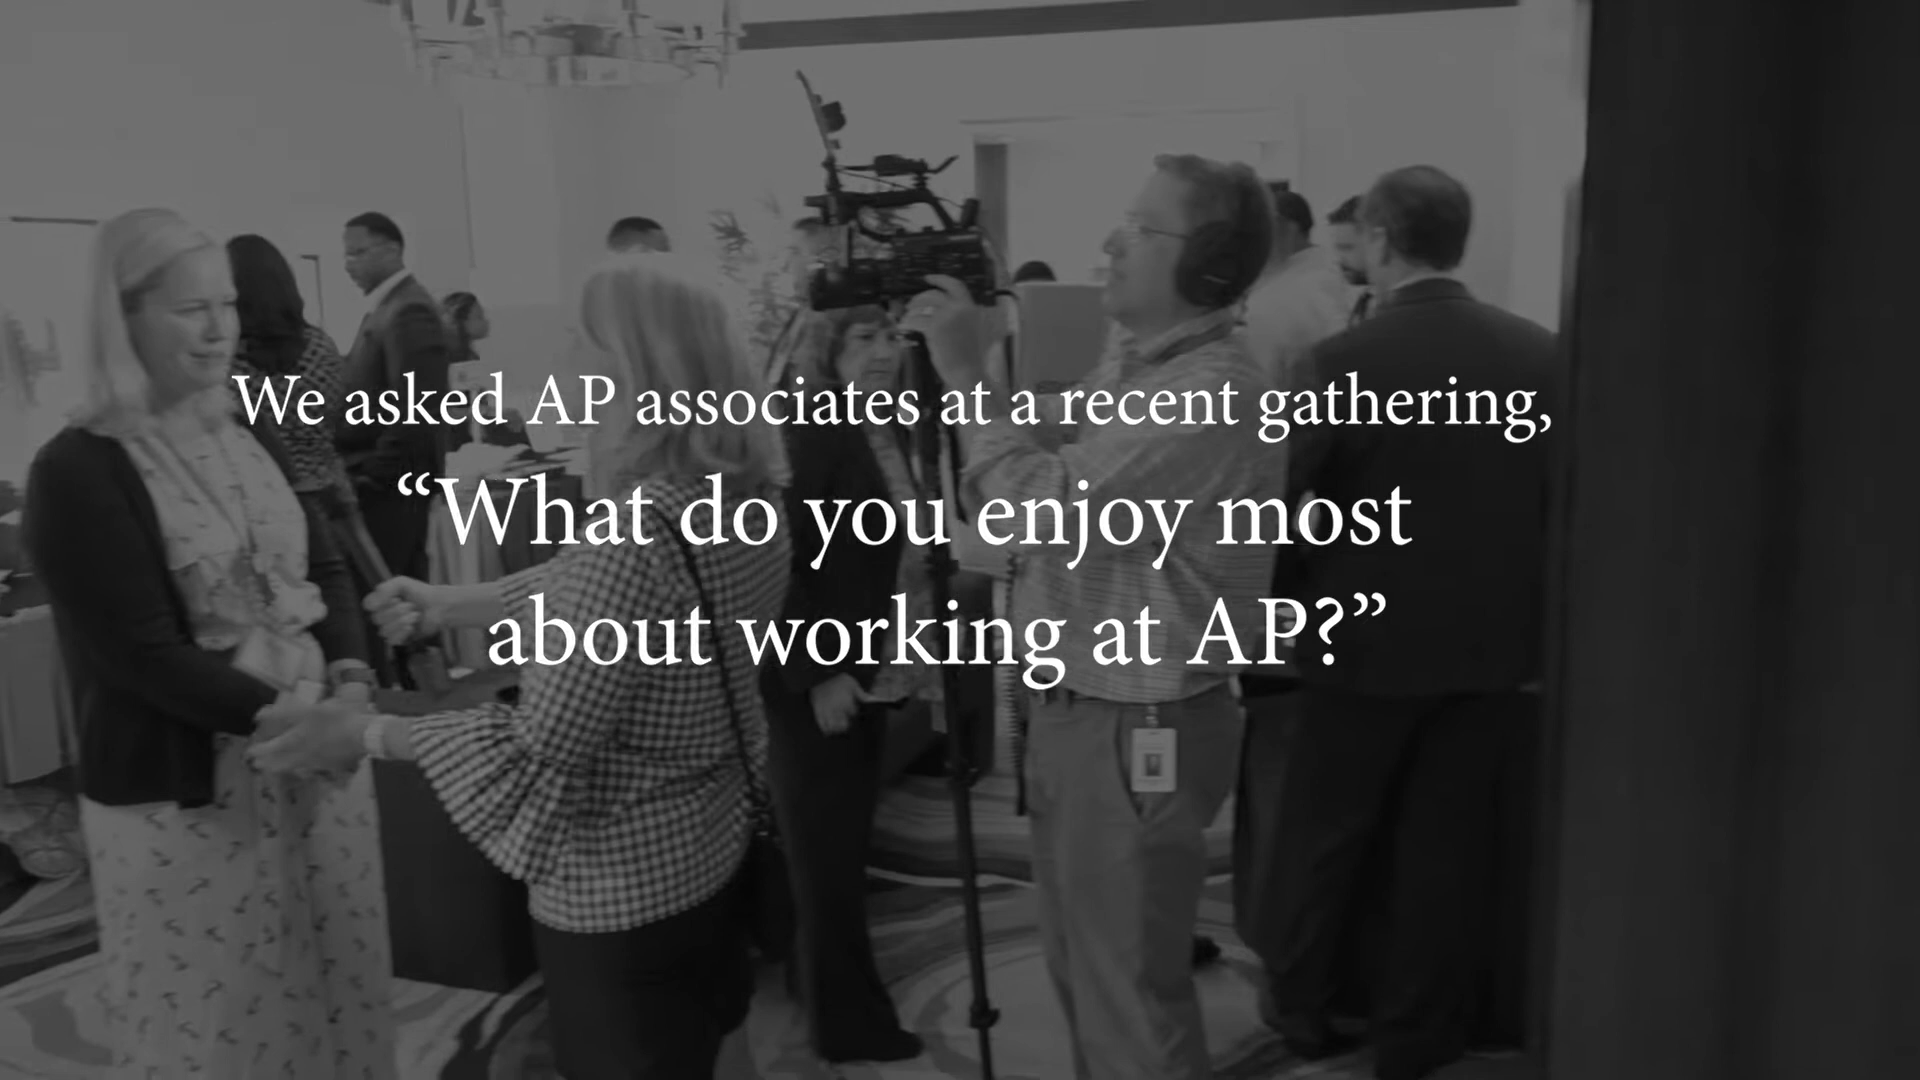 We asked AP associates at a recent gathering,
“What do you enjoy most
about working at AP?”